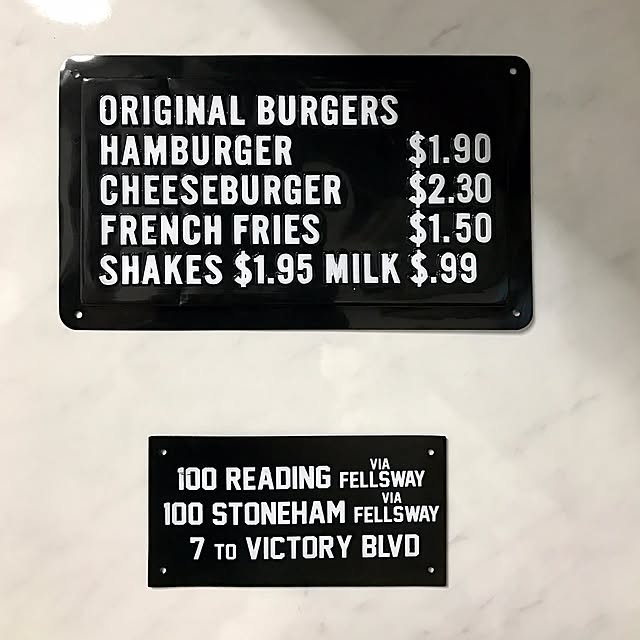 ORIGINAL BURGERS
HAMBURGER $1.90
CHEESEBURGER $2.30
FRENCH FRIES $1.50
SHAKES $1.95 MILK $.99
100 READING VIA FELLSWAY
100 STONEHAM VIA FELLSWAY
7 TO VICTORY BLVD